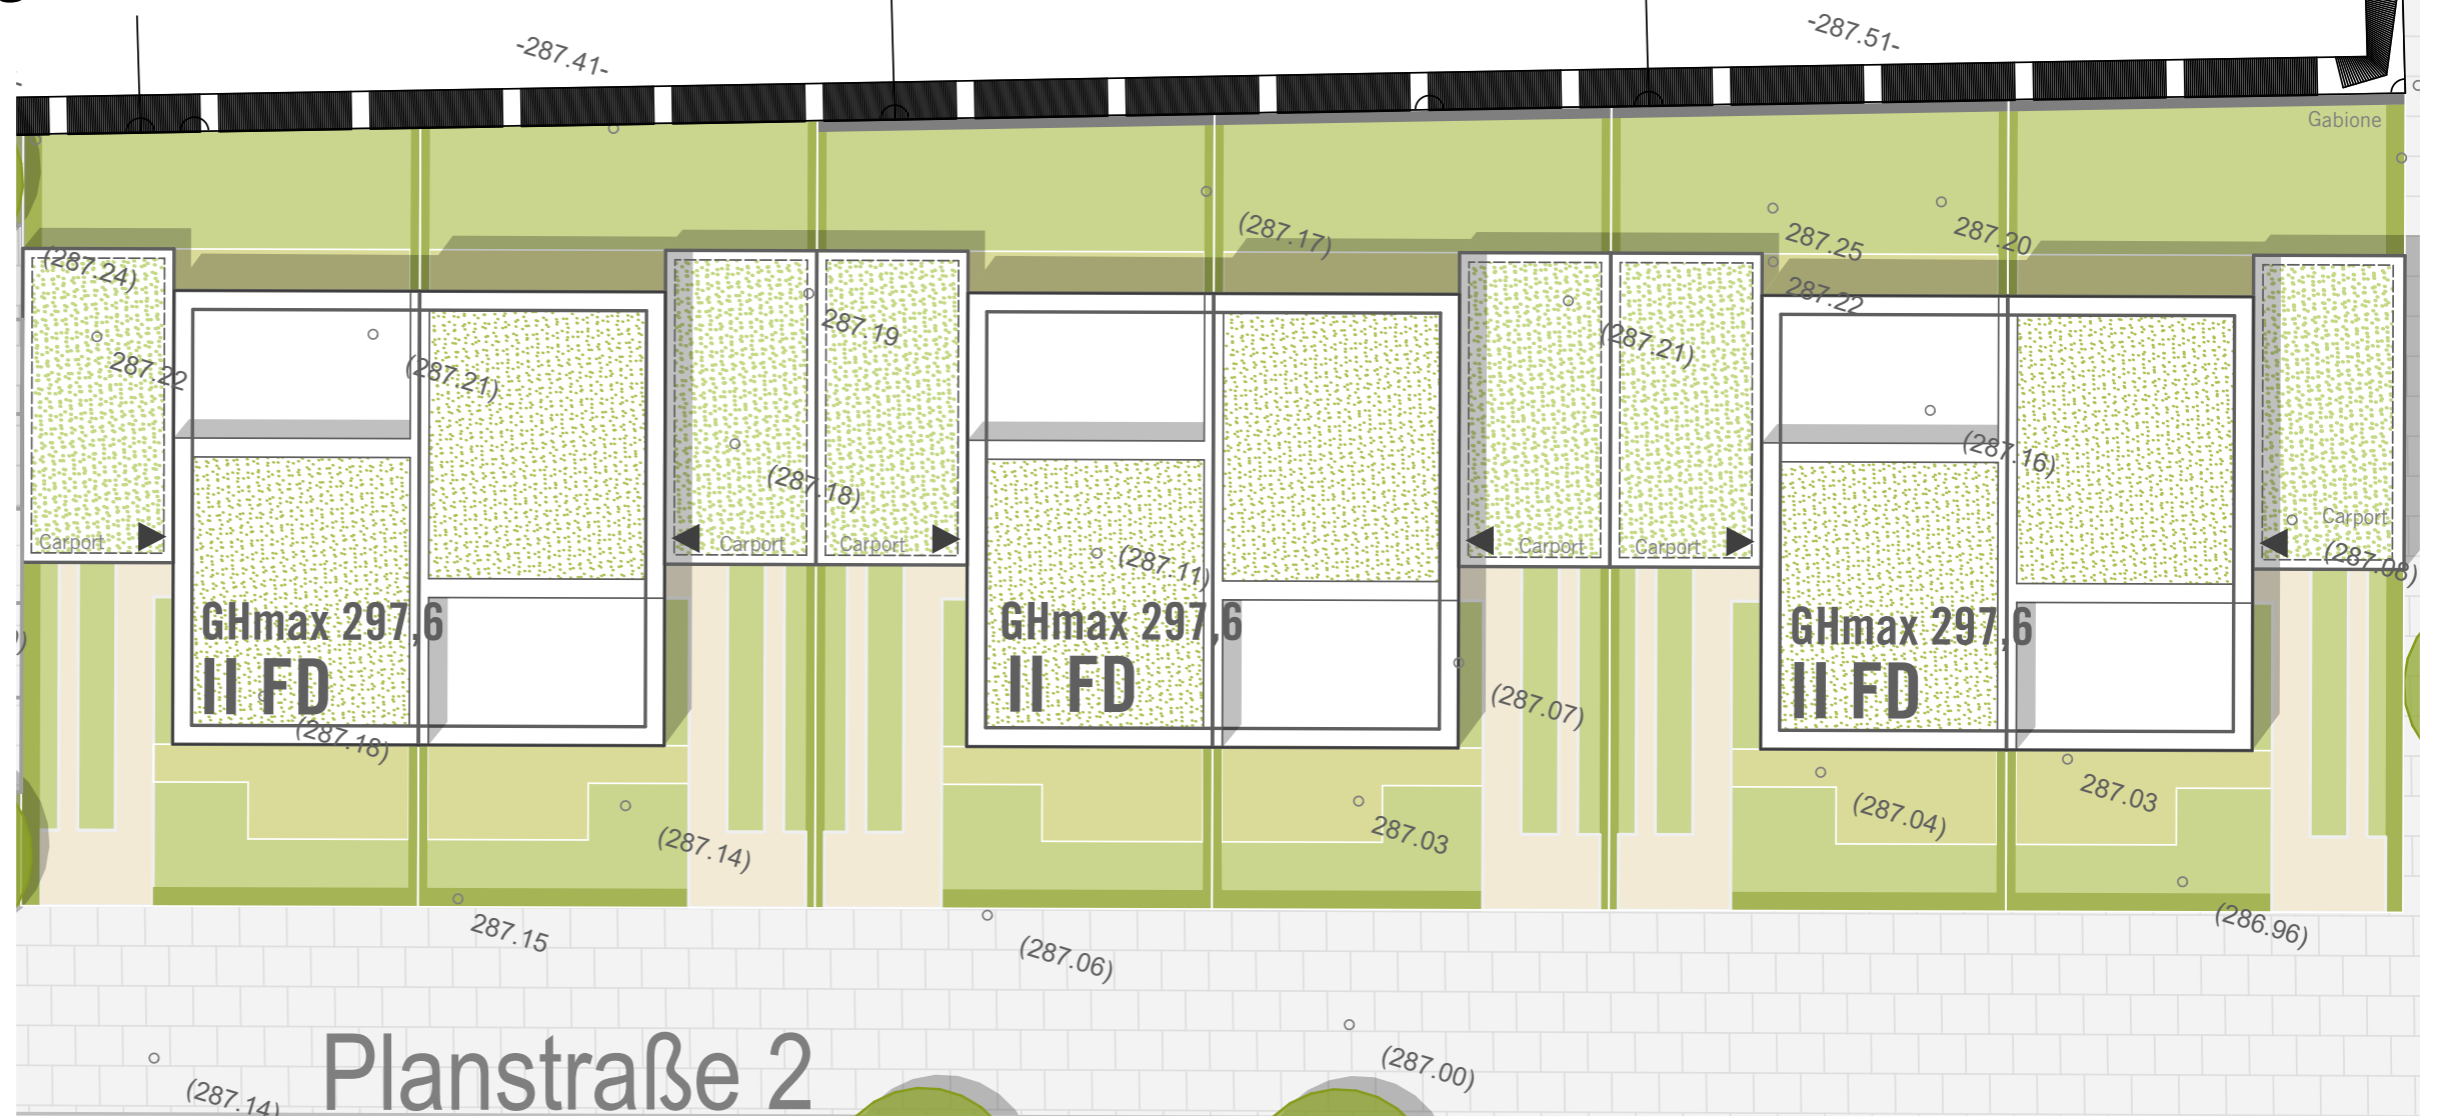 -287.41-
-287.51-
Gabione
(287.24)
(287.17)
287.25
287.20
287.22
287.22
(287.21)
287.19
(287.21)
(287.18)
(287.16)
Carport
Carport
Carport
Carport
Carport
Carport
(287.11)
(287.08)
GHmax 297,6
II FD
GHmax 297,6
II FD
GHmax 297,6
II FD
(287.18)
(287.07)
(287.14)
287.03
(287.04)
287.03
287.15
(287.06)
(286.96)
Planstraße 2
(287.00)
(287.14)